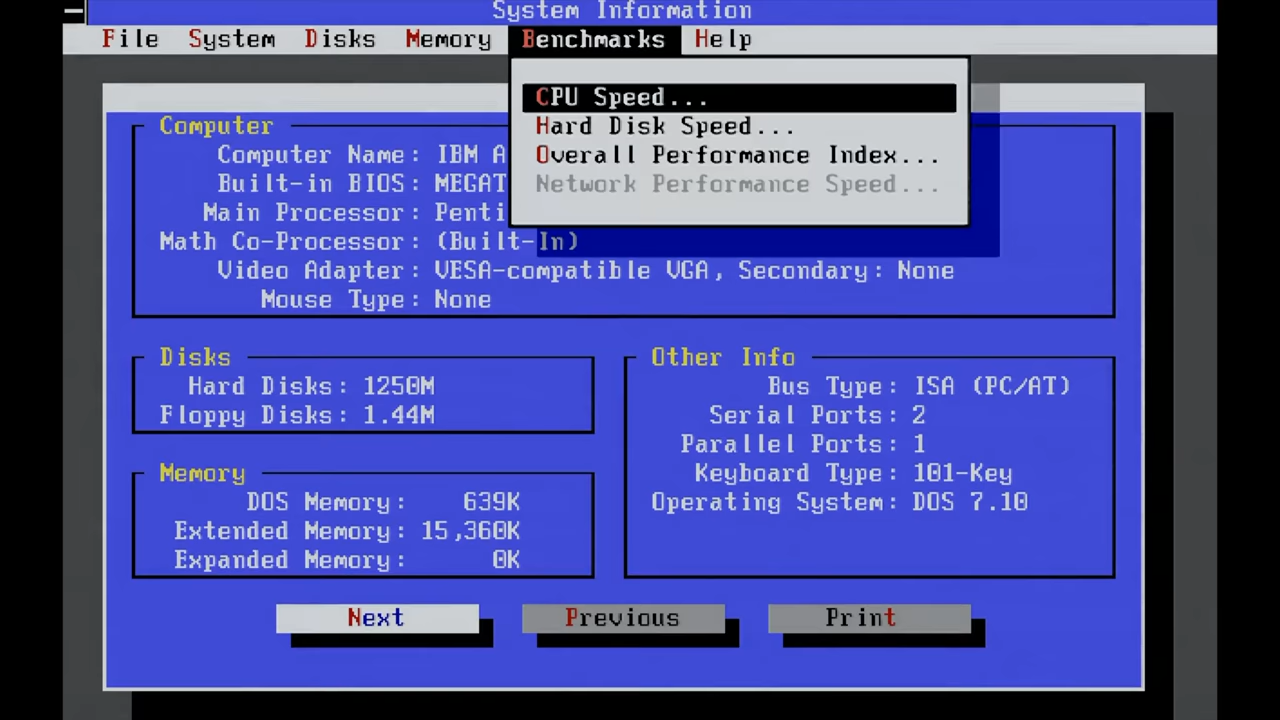 System Information
File System Disks Memory Benchmarks Help
CPU Speed...
Hard Disk Speed...
Overall Performance Index...
Network Performance Speed...
Computer
Computer Name: IBM A
Built-in BIOS: MEGAT
Main Processor: Penti
Math Co-Processor: (Built-In)
Video Adapter: VESA-compatible VGA, Secondary: None
Mouse Type: None
Disks
Hard Disks: 1250M
Floppy Disks: 1.44M
Memory
DOS Memory: 639K
Extended Memory: 15,360K
Expanded Memory: 0K
Other Info
Bus Type: ISA (PC/AT)
Serial Ports: 2
Parallel Ports: 1
Keyboard Type: 101-Key
Operating System: DOS 7.10
Next Previous Print